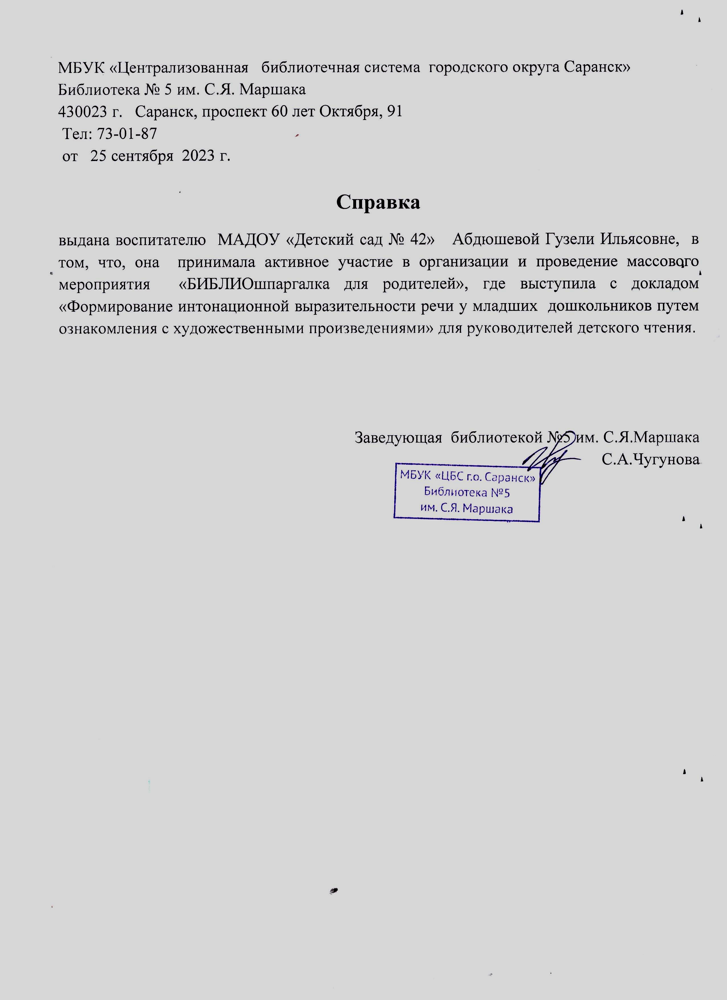 МБУК «Централизованная библиотечная система городского округа Саранск»
Библиотека № 5 им. С.Я. Маршака
430023 г. Саранск, проспект 60 лет Октября, 91
Тел: 73-01-87
от 25 сентября 2023 г.
Справка
выдана воспитателю МАДОУ «Детский сад № 42» Абдюшевой Гузели Ильясовне, в
том, что, она принимала активное участие в организации и проведение массового
мероприятия «БИБЛИОшпаргалка для родителей», где выступила с докладом
«Формирование интонационной выразительности речи у младших дошкольников путем
ознакомления с художественными произведениями» для руководителей детского чтения.
Заведующая библиотекой №5 им. С.Я.Маршака
С.А.Чугунова
МБУК «ЦБС г.о. Саранск»
Библиотека №5
им. С.Я. Маршака